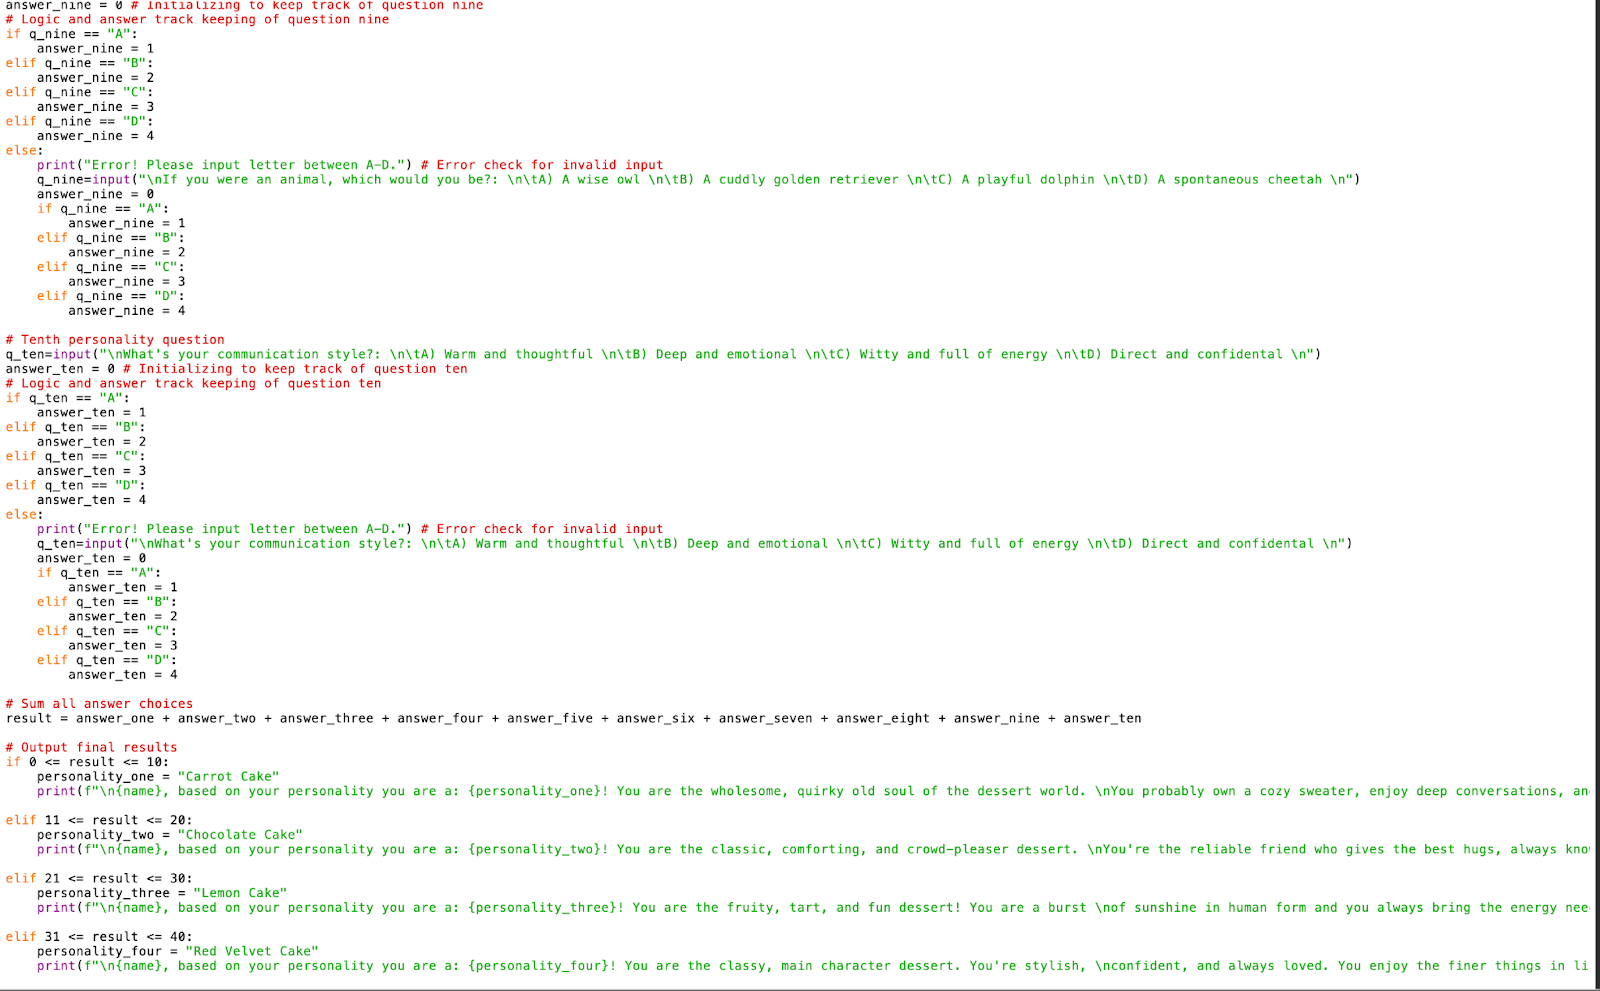 answer_nine = 0 # Initializing to keep track of question nine
# Logic and answer track keeping of question nine
if q_nine == "A":
    answer_nine = 1
elif q_nine == "B":
    answer_nine = 2
elif q_nine == "C":
    answer_nine = 3
elif q_nine == "D":
    answer_nine = 4
else:
    print("Error! Please input letter between A-D.") # Error check for invalid input
    q_nine=input("\nIf you were an animal, which would you be?: \n\tA) A wise owl \n\tB) A cuddly golden retriever \n\tC) A playful dolphin \n\tD) A spontaneous cheetah \n")
    answer_nine = 0
    if q_nine == "A":
        answer_nine = 1
    elif q_nine == "B":
        answer_nine = 2
    elif q_nine == "C":
        answer_nine = 3
    elif q_nine == "D":
        answer_nine = 4

# Tenth personality question
q_ten=input("\nWhat's your communication style?: \n\tA) Warm and thoughtful \n\tB) Deep and emotional \n\tC) Witty and full of energy \n\tD) Direct and confidental \n")
answer_ten = 0 # Initializing to keep track of question ten
# Logic and answer track keeping of question ten
if q_ten == "A":
    answer_ten = 1
elif q_ten == "B":
    answer_ten = 2
elif q_ten == "C":
    answer_ten = 3
elif q_ten == "D":
    answer_ten = 4
else:
    print("Error! Please input letter between A-D.") # Error check for invalid input
    q_ten=input("\nWhat's your communication style?: \n\tA) Warm and thoughtful \n\tB) Deep and emotional \n\tC) Witty and full of energy \n\tD) Direct and confidental \n")
    answer_ten = 0
    if q_ten == "A":
        answer_ten = 1
    elif q_ten == "B":
        answer_ten = 2
    elif q_ten == "C":
        answer_ten = 3
    elif q_ten == "D":
        answer_ten = 4

# Sum all answer choices
result = answer_one + answer_two + answer_three + answer_four + answer_five + answer_six + answer_seven + answer_eight + answer_nine + answer_ten

# Output final results
if 0 <= result <= 10:
    personality_one = "Carrot Cake"
    print(f"\n{name}, based on your personality you are a: {personality_one}! You are the wholesome, quirky old soul of the dessert world. \nYou probably own a cozy sweater, enjoy deep conversations, an

elif 11 <= result <= 20:
    personality_two = "Chocolate Cake"
    print(f"\n{name}, based on your personality you are a: {personality_two}! You are the classic, comforting, and crowd-pleaser dessert. \nYou're the reliable friend who gives the best hugs, always kno

elif 21 <= result <= 30:
    personality_three = "Lemon Cake"
    print(f"\n{name}, based on your personality you are a: {personality_three}! You are the fruity, tart, and fun dessert! You are a burst \nof sunshine in human form and you always bring the energy nee

elif 31 <= result <= 40:
    personality_four = "Red Velvet Cake"
    print(f"\n{name}, based on your personality you are a: {personality_four}! You are the classy, main character dessert. You're stylish, \nconfident, and always loved. You enjoy the finer things in li